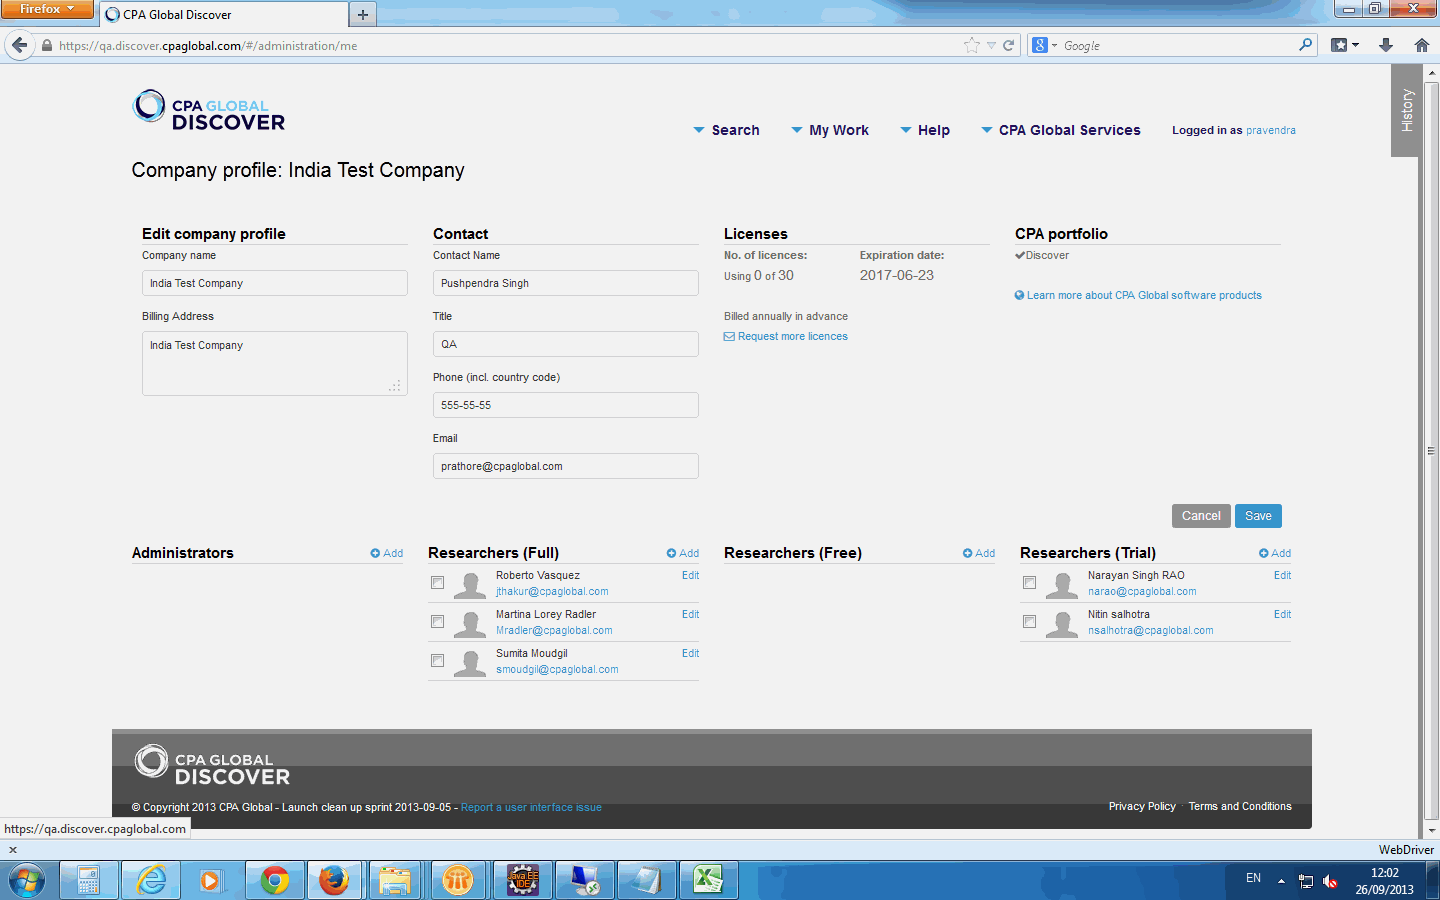 Firefox
CPA Global Discover
https://qa.discover.cpaglobal.com/#/administration/me
Google
History
CPA GLOBAL
DISCOVER
Search
My Work
Help
CPA Global Services
Logged in as pravendra
Company profile: India Test Company
Edit company profile
Company name
India Test Company
Billing Address
India Test Company
Contact
Contact Name
Pushpendra Singh
Title
QA
Phone (incl. country code)
555-55-55
Email
prathore@cpaglobal.com
Licenses
No. of licences:
Using 0 of 30
Expiration date:
2017-06-23
Billed annually in advance
Request more licences
CPA portfolio
Discover
Learn more about CPA Global software products
Cancel
Save
Administrators
Add
Researchers (Full)
Add
Roberto Vasquez
Edit
jthakur@cpaglobal.com
Martina Lorey Radler
Edit
Mradler@cpaglobal.com
Sumita Moudgil
Edit
smoudgil@cpaglobal.com
Researchers (Free)
Add
Researchers (Trial)
Add
Narayan Singh RAO
Edit
narao@cpaglobal.com
Nitin salhotra
Edit
nsalhotra@cpaglobal.com
CPA GLOBAL
DISCOVER
© Copyright 2013 CPA Global - Launch clean up sprint 2013-09-05 - Report a user interface issue
Privacy Policy · Terms and Conditions
https://qa.discover.cpaglobal.com
x
WebDriver
Java EE
IDE
EN
12:02
26/09/2013